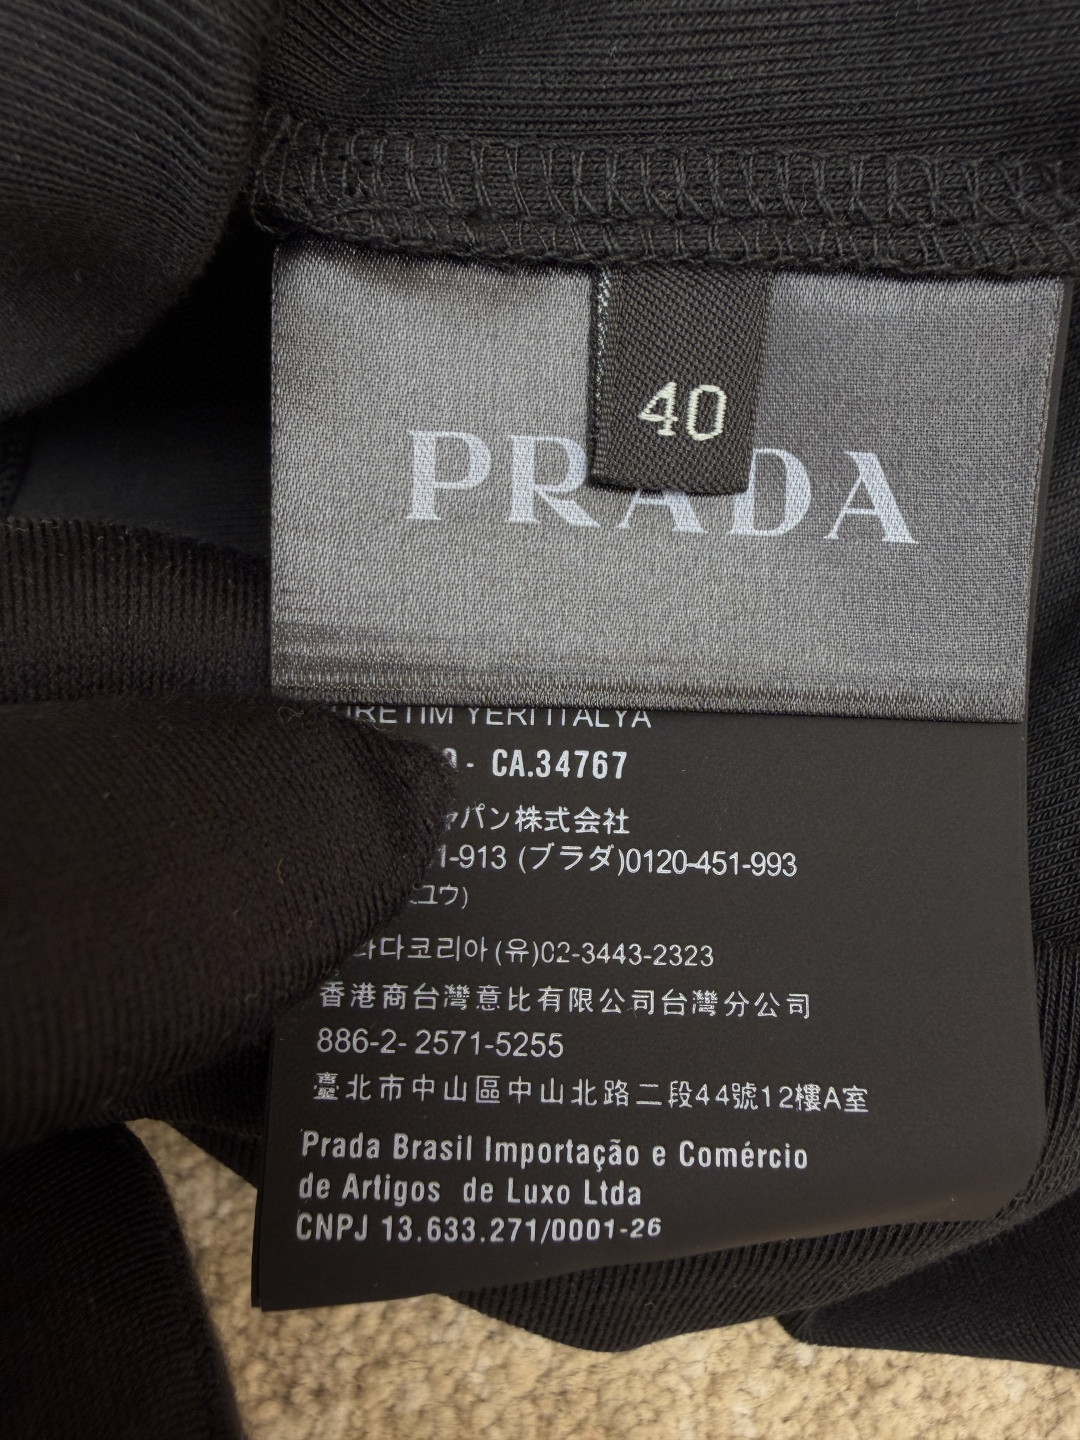 40
PRADA
ÜRETIM YERI ITALYA
- CA.34767
パン株式会社
1-913 (プラダ)0120-451-993
ユウ)
다코리아(유)02-3443-2323
香港商台灣意比有限公司台灣分公司
886-2- 2571-5255
臺北市中山區中山北路二段44號12樓A室
Prada Brasil Importação e Comércio
de Artigos de Luxo Ltda
CNPJ 13.633.271/0001-26